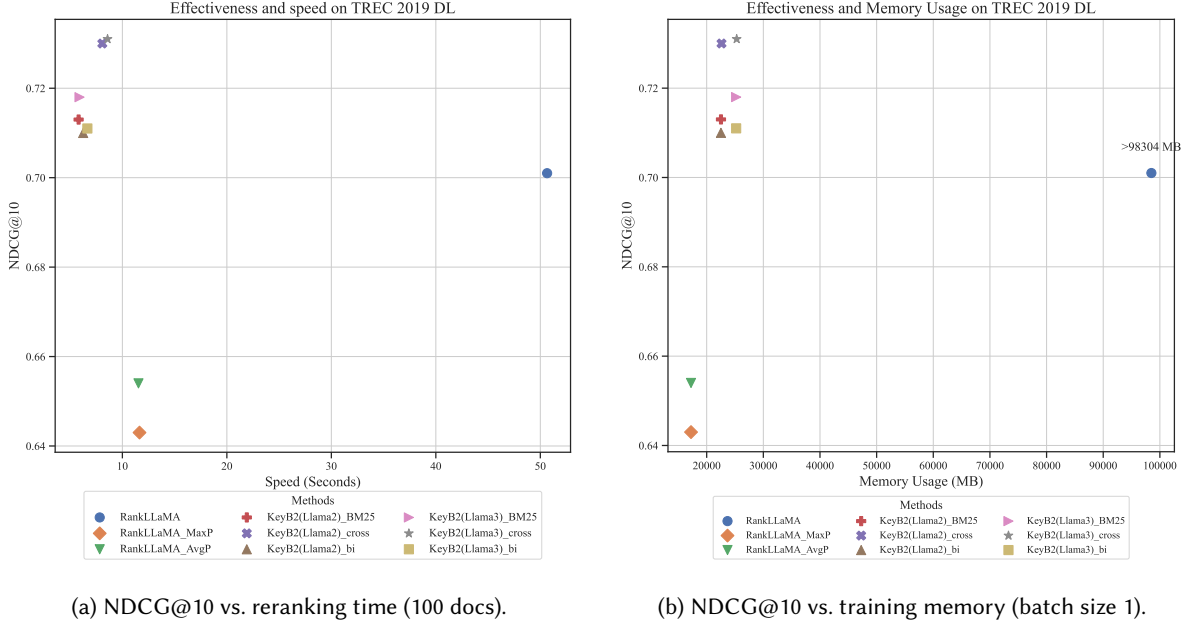 Effectiveness and speed on TREC 2019 DL
NDCG@10
0.72
0.70
0.68
0.66
0.64
10
20
30
40
50
Speed (Seconds)
Methods
RankLLaMA
RankLLaMA_MaxP
RankLLaMA_AvgP
KeyB2(Llama2)_BM25
KeyB2(Llama2)_cross
KeyB2(Llama2)_bi
KeyB2(Llama3)_BM25
KeyB2(Llama3)_cross
KeyB2(Llama3)_bi
(a) NDCG@10 vs. reranking time (100 docs).
Effectiveness and Memory Usage on TREC 2019 DL
NDCG@10
0.72
0.70
0.68
0.66
0.64
>98304 MB
20000
30000
40000
50000
60000
70000
80000
90000
100000
Memory Usage (MB)
Methods
RankLLaMA
RankLLaMA_MaxP
RankLLaMA_AvgP
KeyB2(Llama2)_BM25
KeyB2(Llama2)_cross
KeyB2(Llama2)_bi
KeyB2(Llama3)_BM25
KeyB2(Llama3)_cross
KeyB2(Llama3)_bi
(b) NDCG@10 vs. training memory (batch size 1).